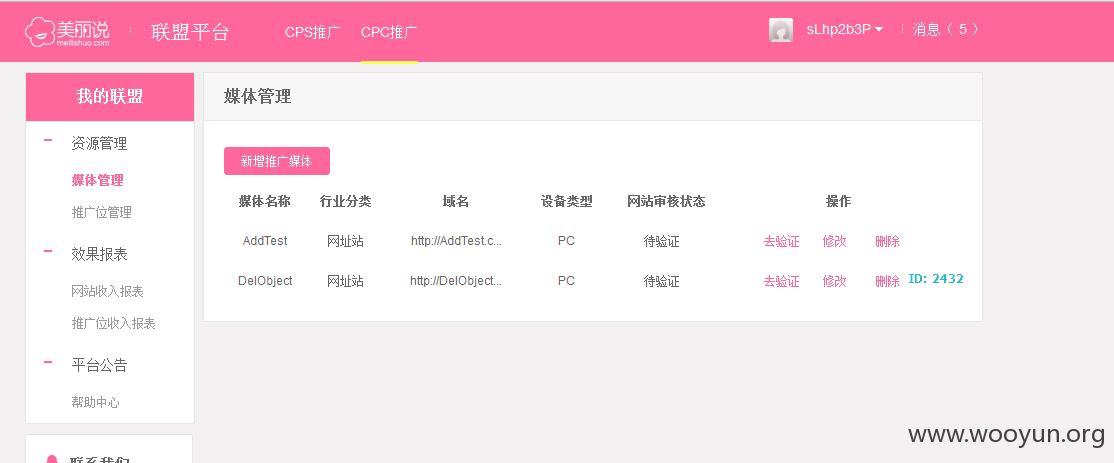 美丽说
meilishuo.com
联盟平台
CPS推广 CPC推广
sLhp2b3P
消息（ 5 ）
我的联盟
资源管理
媒体管理
推广位管理
效果报表
网站收入报表
推广位收入报表
平台公告
帮助中心
联系我们
媒体管理
新增推广媒体
媒体名称 行业分类 域名 设备类型 网站审核状态 操作
AddTest 网址站 http://AddTest.c... PC 待验证 去验证 修改 删除
DelObject 网址站 http://DelObject... PC 待验证 去验证 修改 删除 ID: 2432
www.wooyun.org